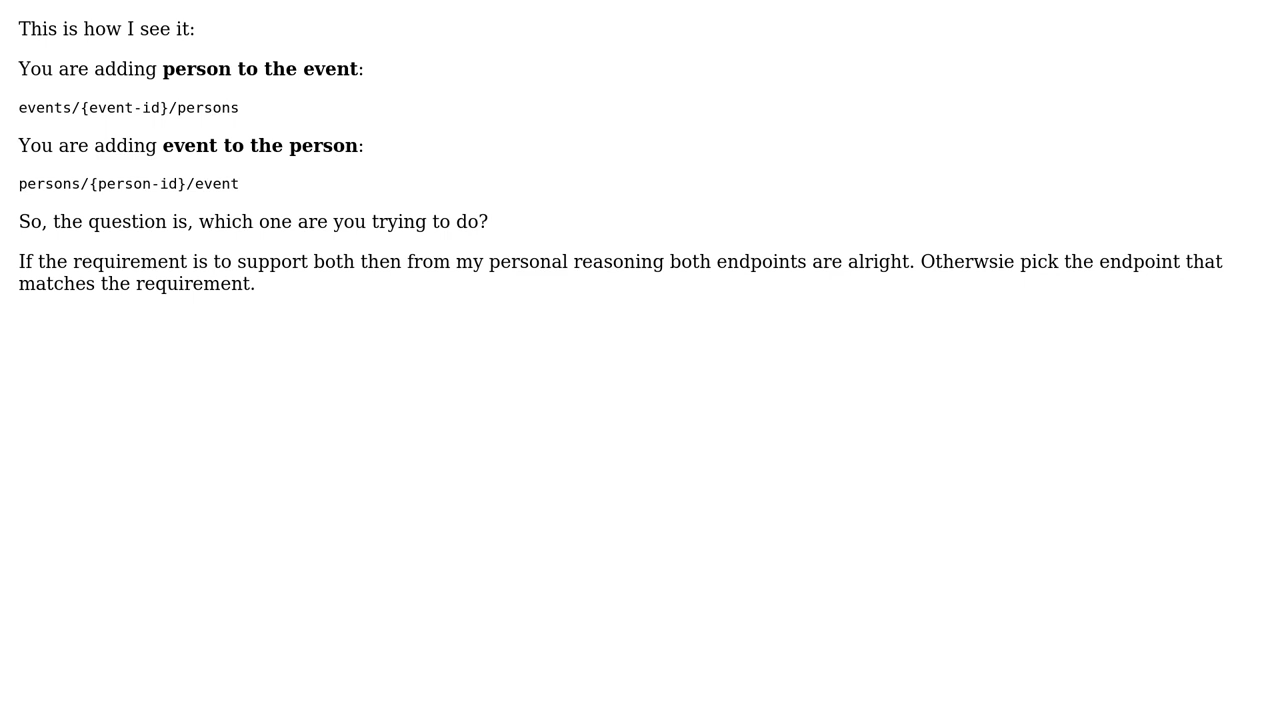 This is how I see it:
You are adding person to the event:
events/{event-id}/persons
You are adding event to the person:
persons/{person-id}/event
So, the question is, which one are you trying to do?
If the requirement is to support both then from my personal reasoning both endpoints are alright. Otherwsie pick the endpoint that
matches the requirement.